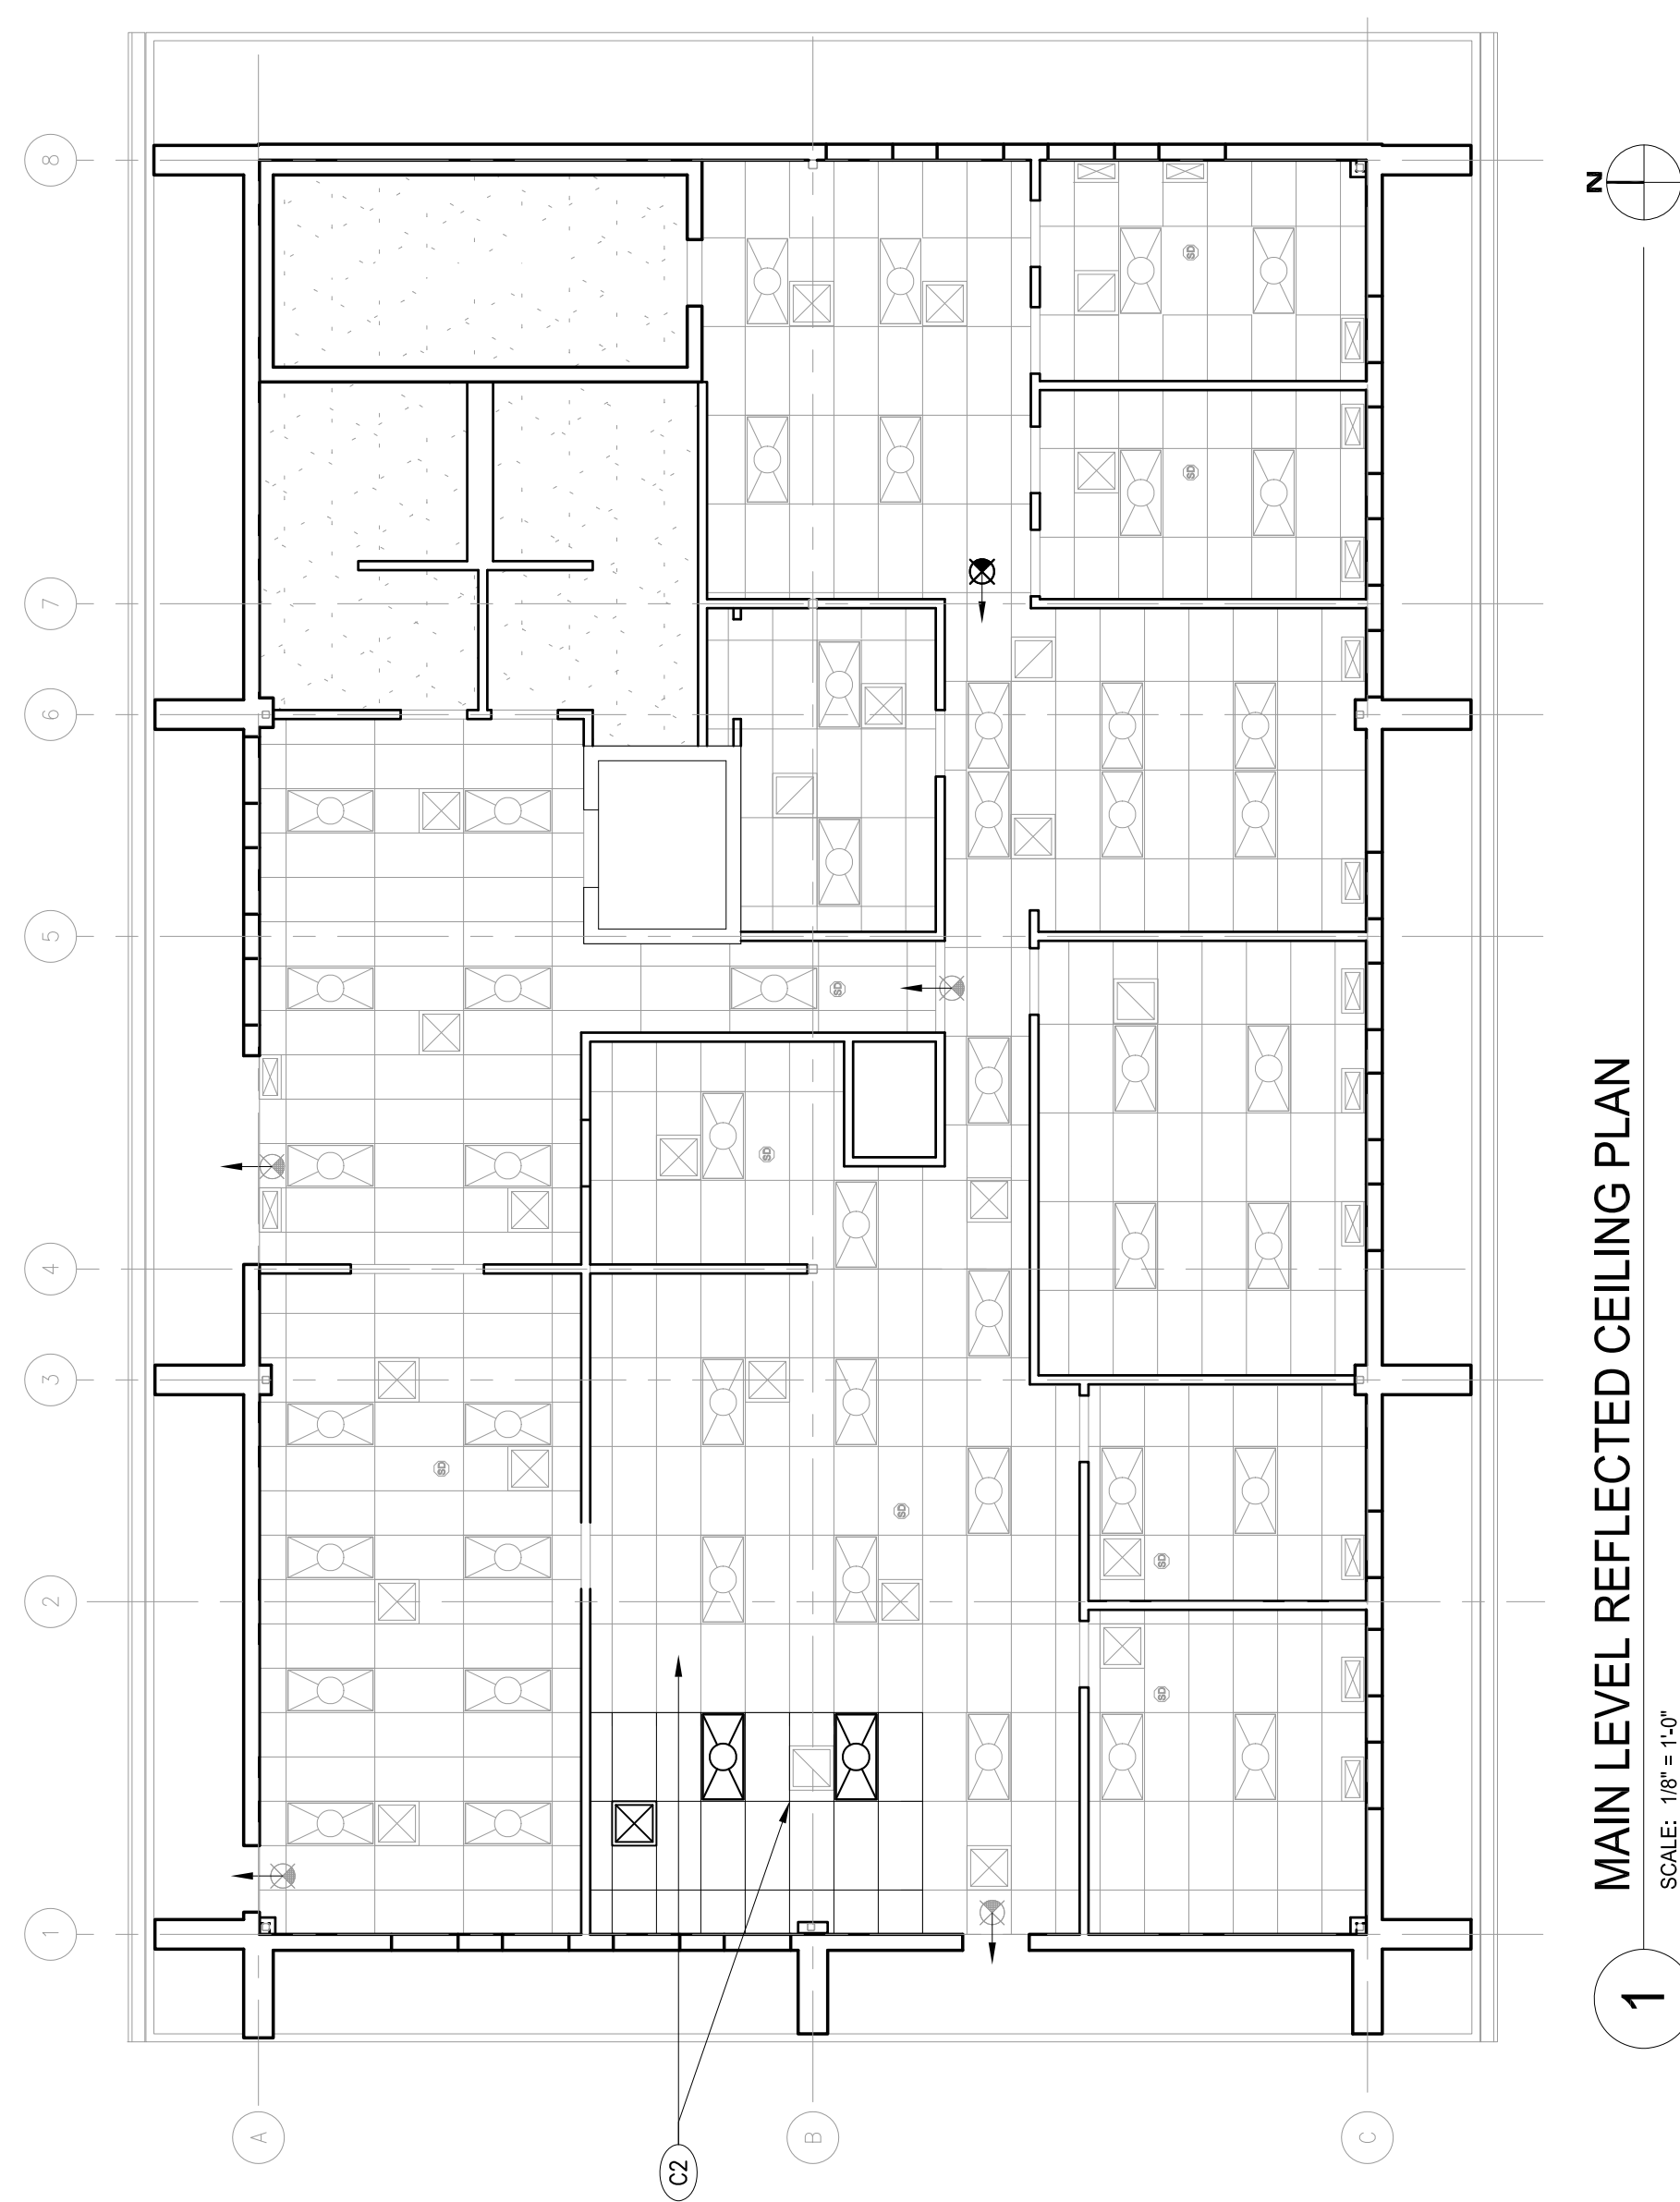 1 2 3 4 5 6 7 8
A
SD
C2
SD
B
SD
SD
SD SD
SD SD
C
N
1
MAIN LEVEL REFLECTED CEILING PLAN
SCALE: 1/8" = 1'-0"